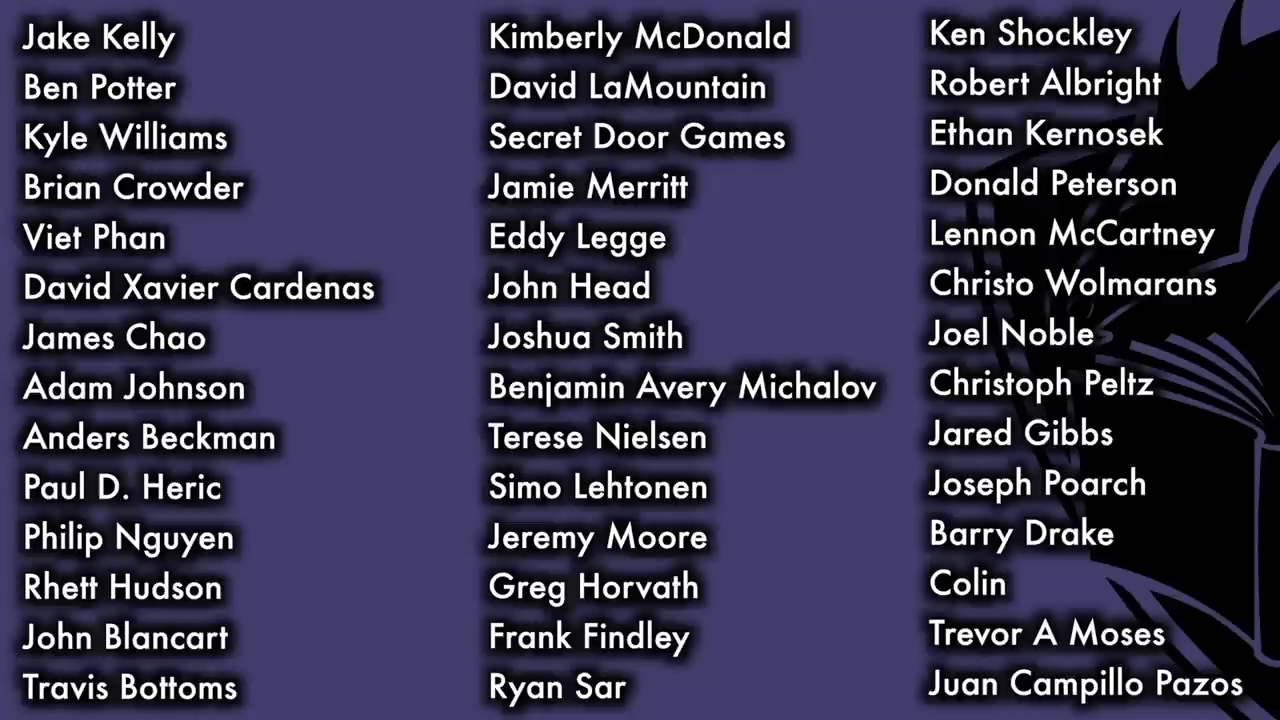 Jake Kelly
Ben Potter
Kyle Williams
Brian Crowder
Viet Phan
David Xavier Cardenas
James Chao
Adam Johnson
Anders Beckman
Paul D. Heric
Philip Nguyen
Rhett Hudson
John Blancart
Travis Bottoms
Kimberly McDonald
David LaMountain
Secret Door Games
Jamie Merritt
Eddy Legge
John Head
Joshua Smith
Benjamin Avery Michalov
Terese Nielsen
Simo Lehtonen
Jeremy Moore
Greg Horvath
Frank Findley
Ryan Sar
Ken Shockley
Robert Albright
Ethan Kernosek
Donald Peterson
Lennon McCartney
Christo Wolmarans
Joel Noble
Christoph Peltz
Jared Gibbs
Joseph Poarch
Barry Drake
Colin
Trevor A Moses
Juan Campillo Pazos